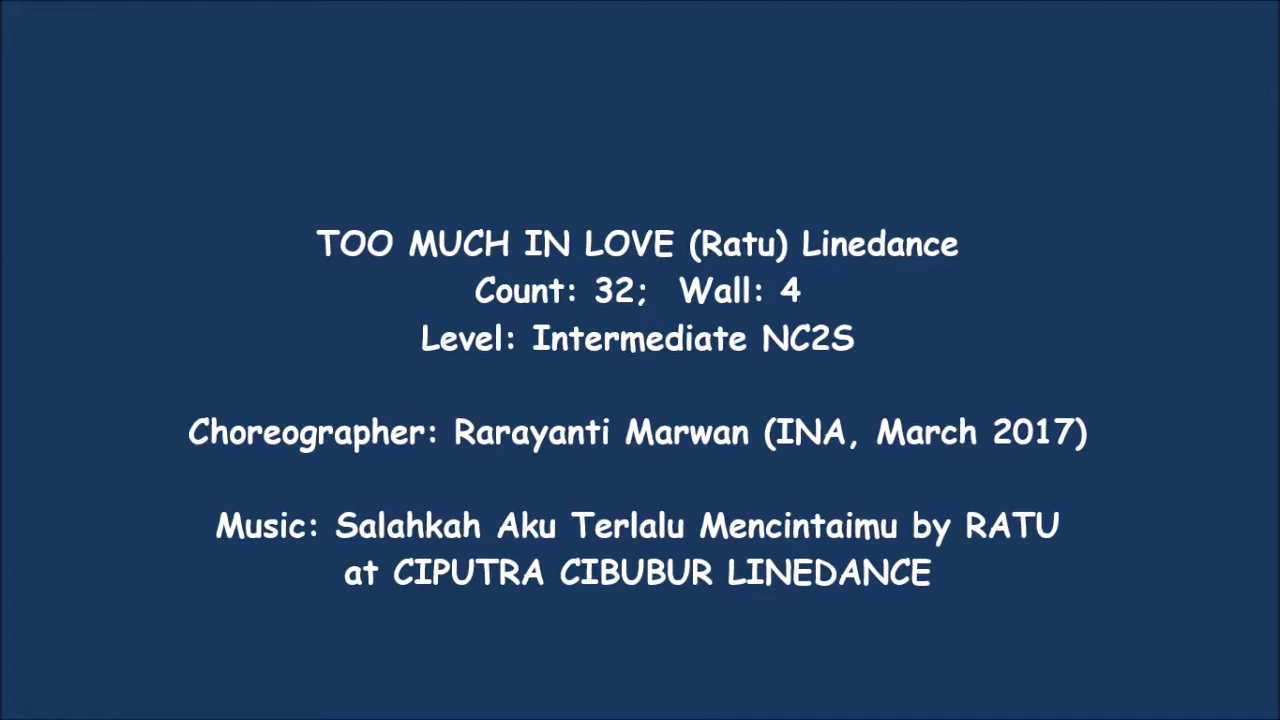 TOO MUCH IN LOVE (Ratu) Linedance
Count: 32;  Wall: 4
Level: Intermediate NC2S
Choreographer: Rarayanti Marwan (INA, March 2017)
Music: Salahkah Aku Terlalu Mencintaimu by RATU
at CIPUTRA CIBUBUR LINEDANCE